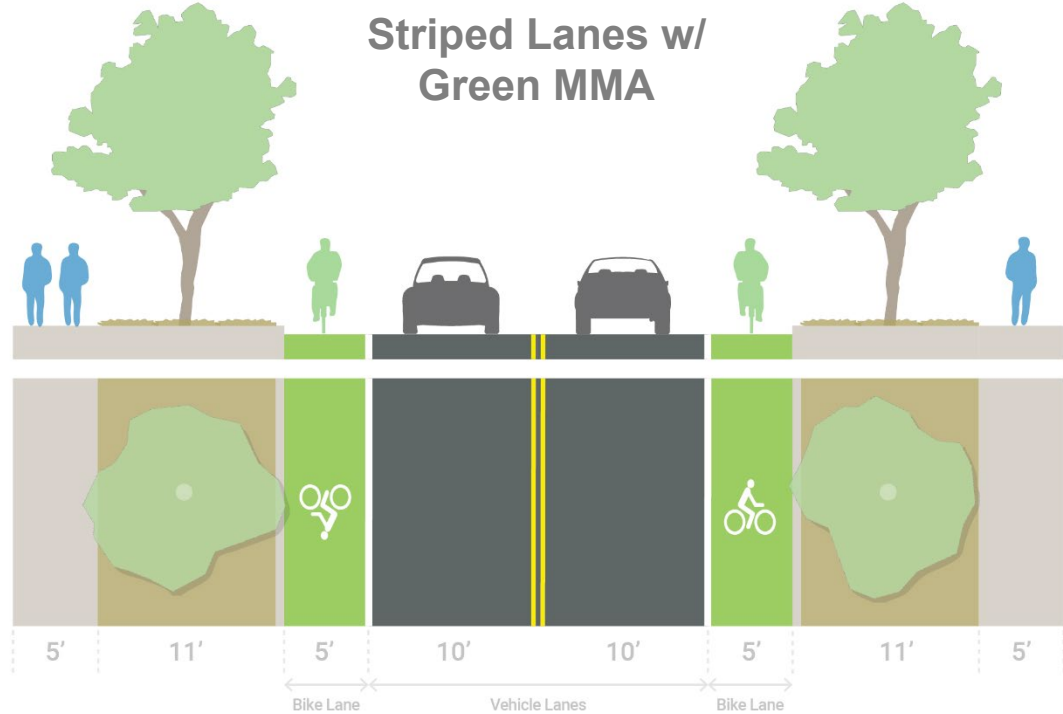 Striped Lanes w/
Green MMA
5’ 11’ 5’ 10’ 10’ 5’ 11’ 5’
Bike Lane Vehicle Lanes Bike Lane